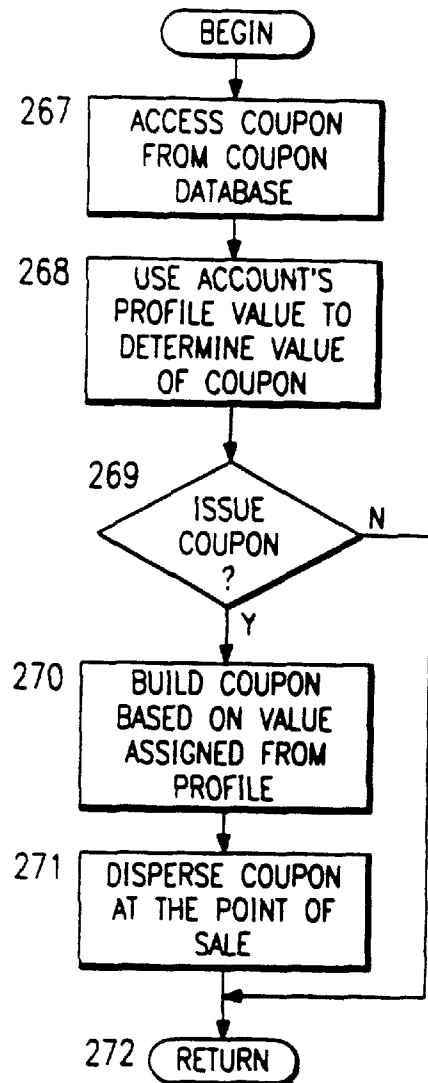 BEGIN
267
ACCESS COUPON
FROM COUPON
DATABASE
268
USE ACCOUNT'S
PROFILE VALUE TO
DETERMINE VALUE
OF COUPON
269
ISSUE
COUPON
?
N
Y
270
BUILD COUPON
BASED ON VALUE
ASSIGNED FROM
PROFILE
271
DISPERSE COUPON
AT THE POINT OF
SALE
272
RETURN